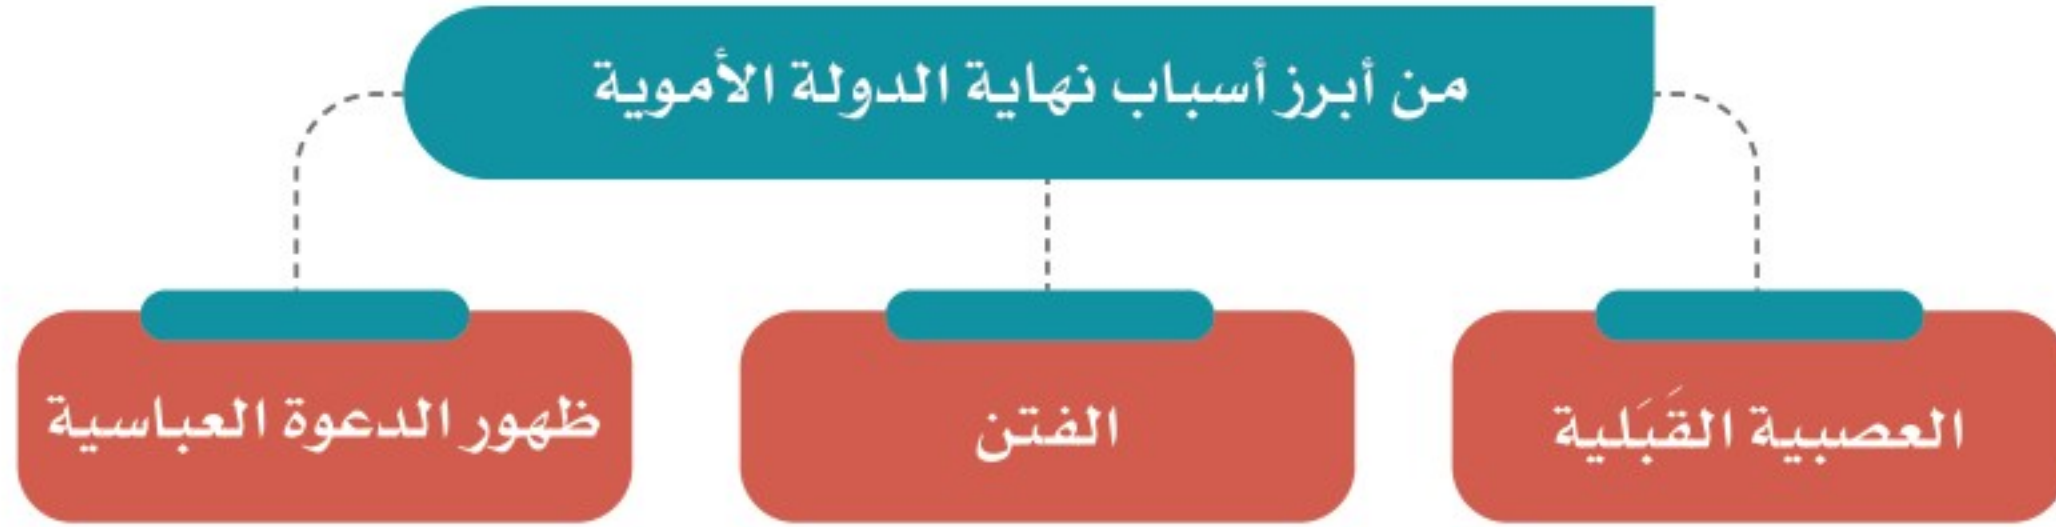 من أبرز أسباب نهاية الدولة الأموية
العصبية القَبَلية
الفتن
ظهور الدعوة العباسية